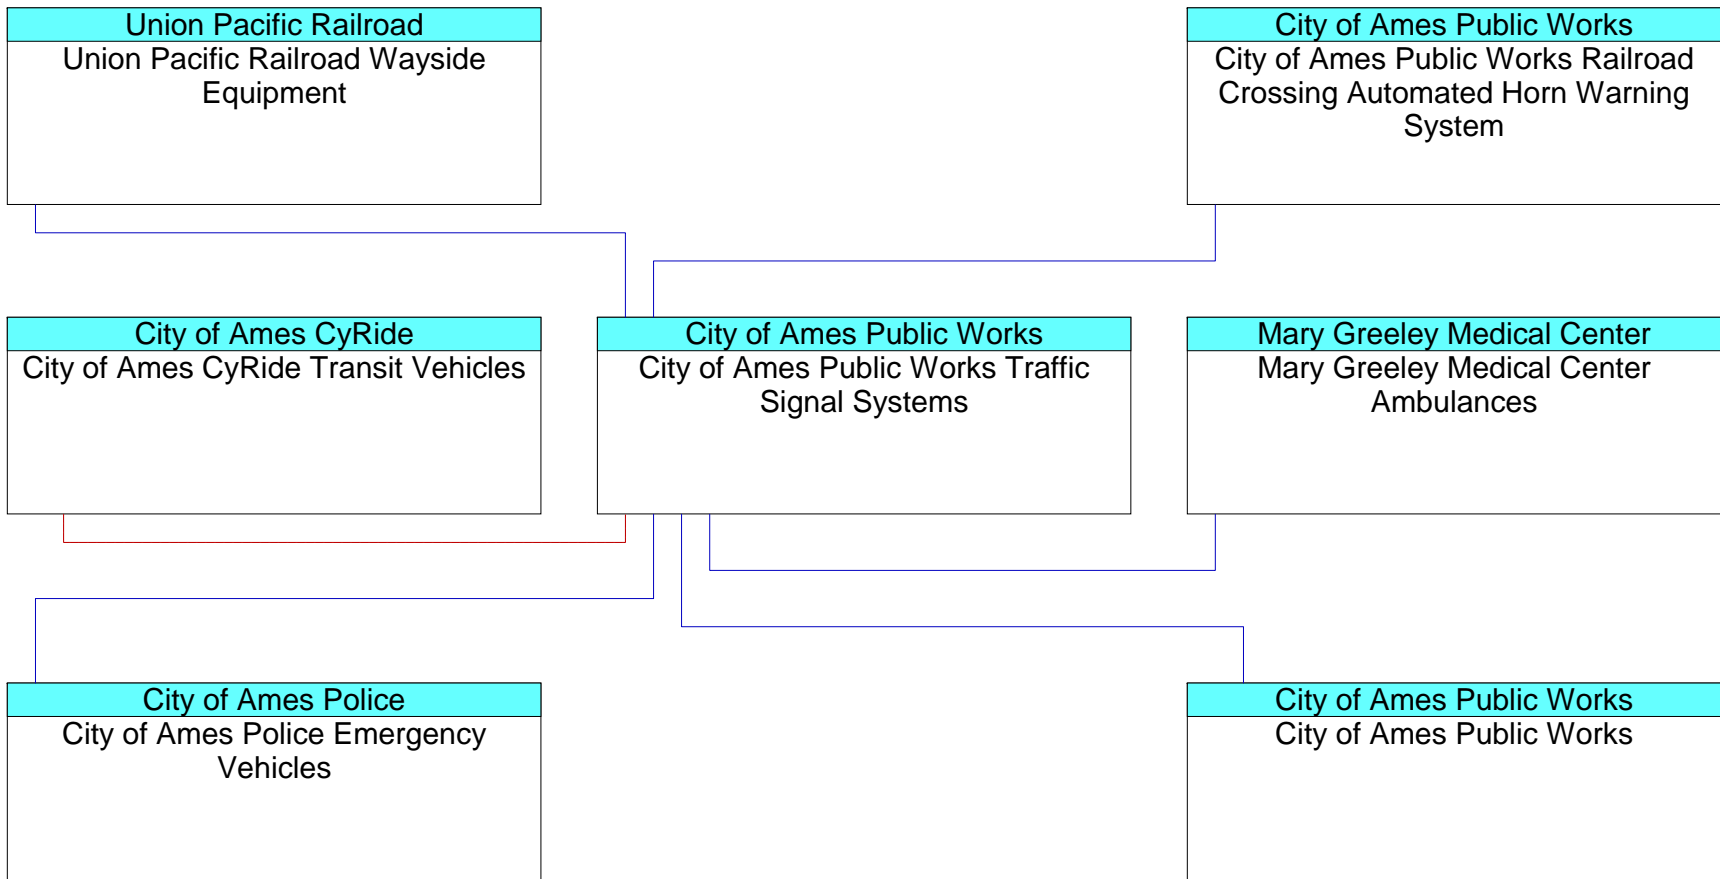 Union Pacific Railroad
Union Pacific Railroad Wayside
Equipment
City of Ames Public Works
City of Ames Public Works Railroad
Crossing Automated Horn Warning
System
City of Ames CyRide
City of Ames CyRide Transit Vehicles
City of Ames Public Works
City of Ames Public Works Traffic
Signal Systems
Mary Greeley Medical Center
Mary Greeley Medical Center
Ambulances
City of Ames Police
City of Ames Police Emergency
Vehicles
City of Ames Public Works
City of Ames Public Works